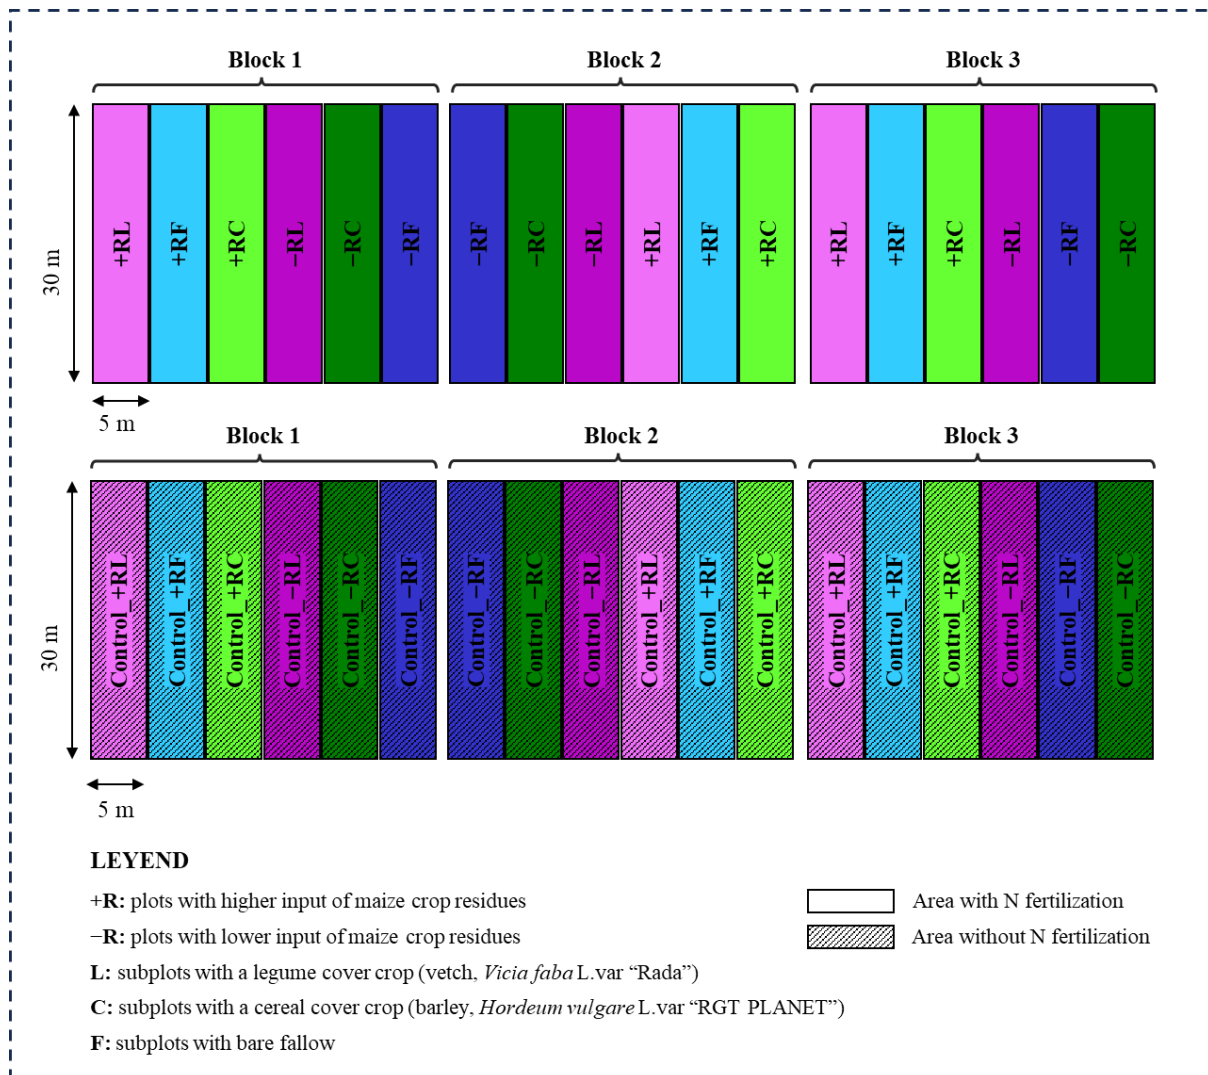 Block 1 Block 2 Block 3
30 m
+RL +RF +RC −RL −RC −RF −RF −RC −RL +RL +RF +RC +RL +RF +RC −RL −RF −RC
5 m
Block 1 Block 2 Block 3
30 m
Control_+RL Control_+RF Control_+RC Control_−RL Control_−RC Control_−RF Control_−RF Control_−RC Control_−RL Control_+RL Control_+RF Control_+RC Control_+RL Control_+RF Control_+RC Control_−RL Control_−RF Control_−RC
5 m
LEYEND
+R: plots with higher input of maize crop residues
−R: plots with lower input of maize crop residues
L: subplots with a legume cover crop (vetch, Vicia faba L.var “Rada”)
C: subplots with a cereal cover crop (barley, Hordeum vulgare L.var “RGT PLANET”)
F: subplots with bare fallow
Area with N fertilization
Area without N fertilization